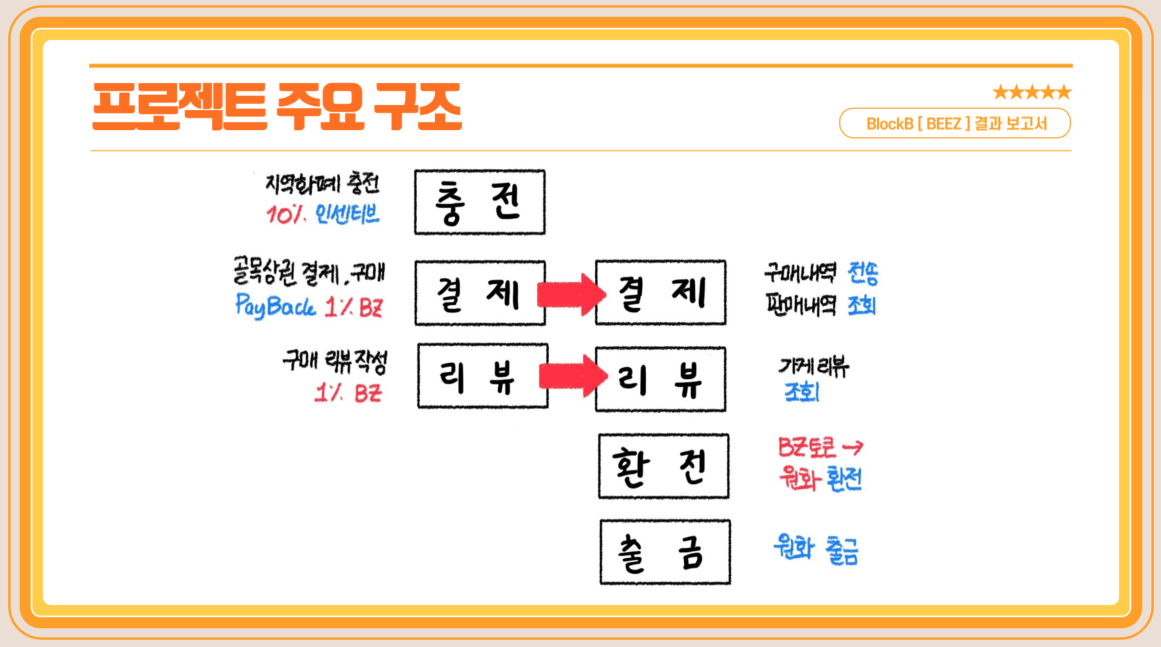 프로젝트 주요 구조
★★★★★
BlockB [ BEEZ ] 결과 보고서
지역화폐 충전
10% 인센티브
충 전
골목상권 결제, 구매
PayBack 1% BZ
결 제
결 제
구매내역 전송
판매내역 조회
구매 리뷰 작성
1% BZ
리 뷰
리 뷰
가게 리뷰
조회
환 전
BZ토큰 →
원화 환전
출 금
원화 출금